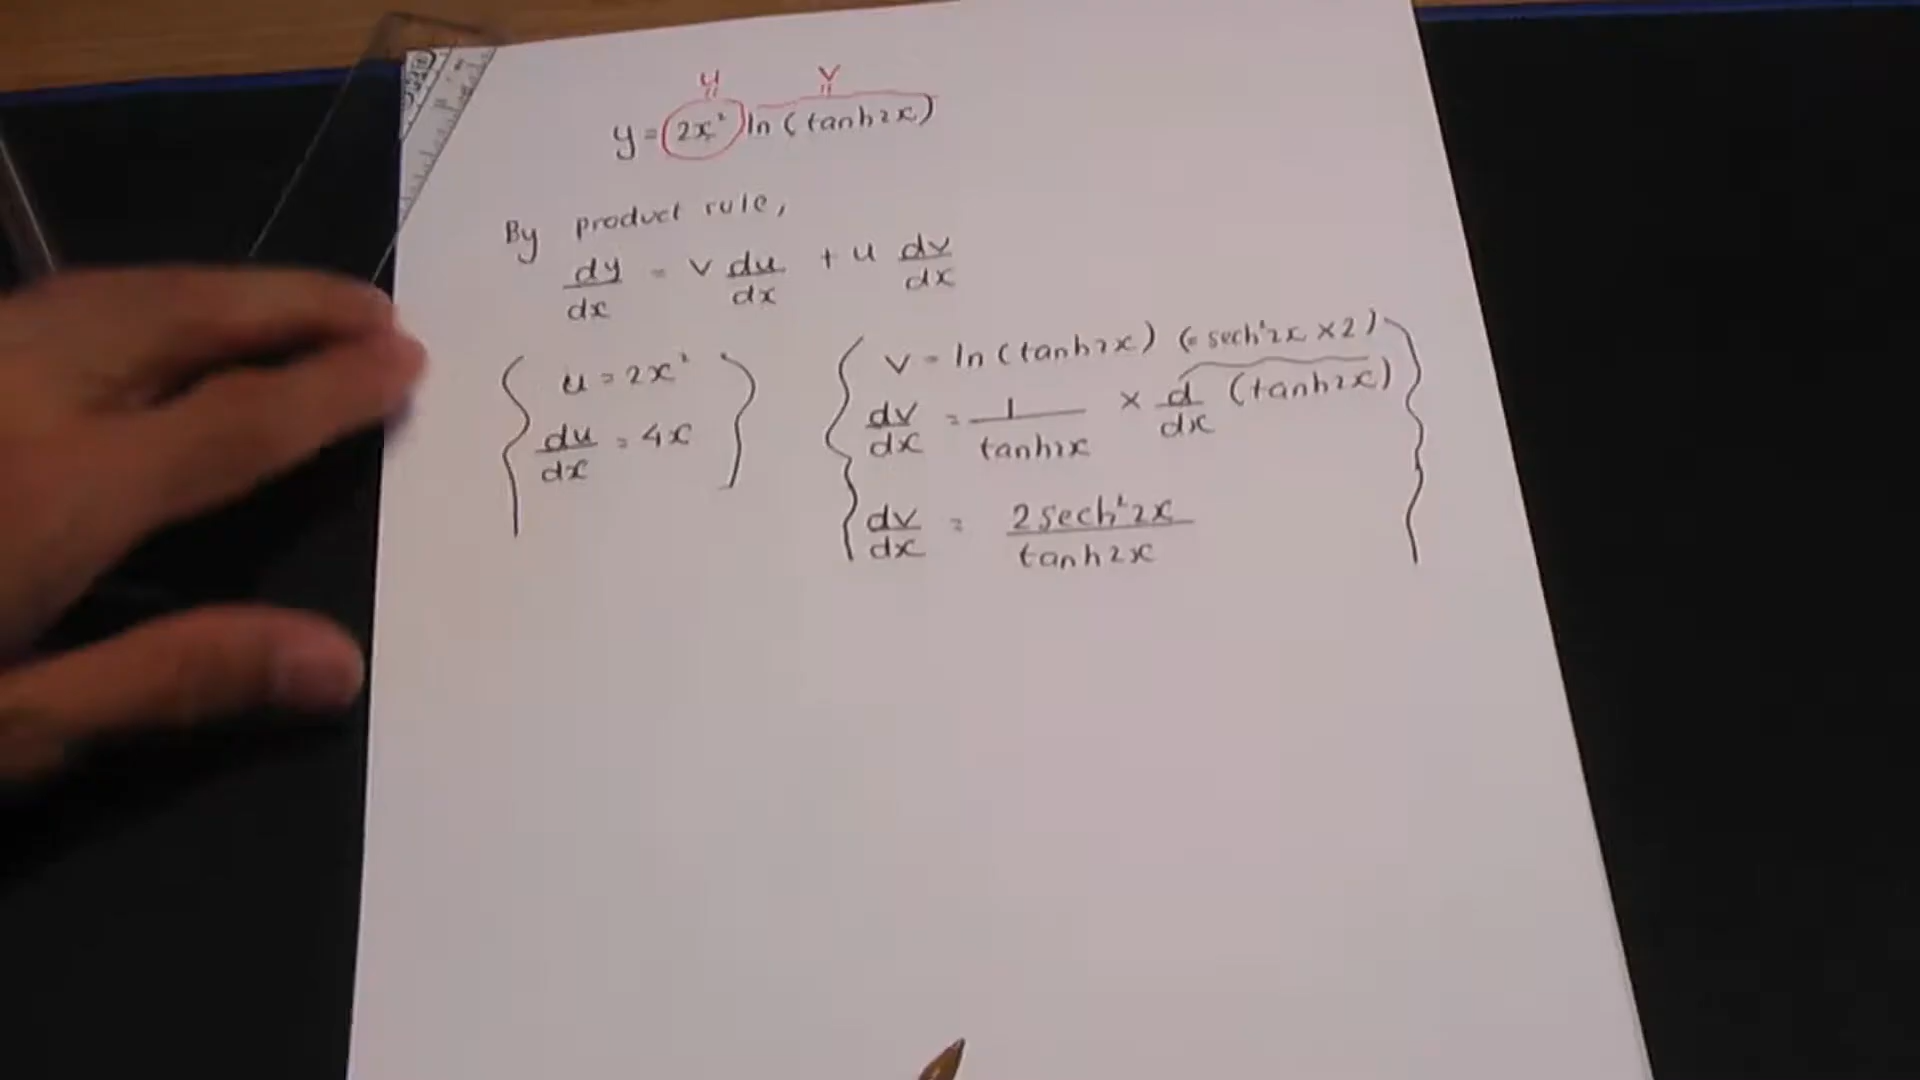 u v
" "
y = 2x² ln (tanh2x)
By product rule,
dy/dx = v du/dx + u dv/dx
u = 2x²
du/dx = 4x
v = ln (tanh2x) (= sech²2x × 2)
dv/dx = 1/tanh2x × d/dx (tanh2x)
dv/dx = 2sech²2x/tanh2x